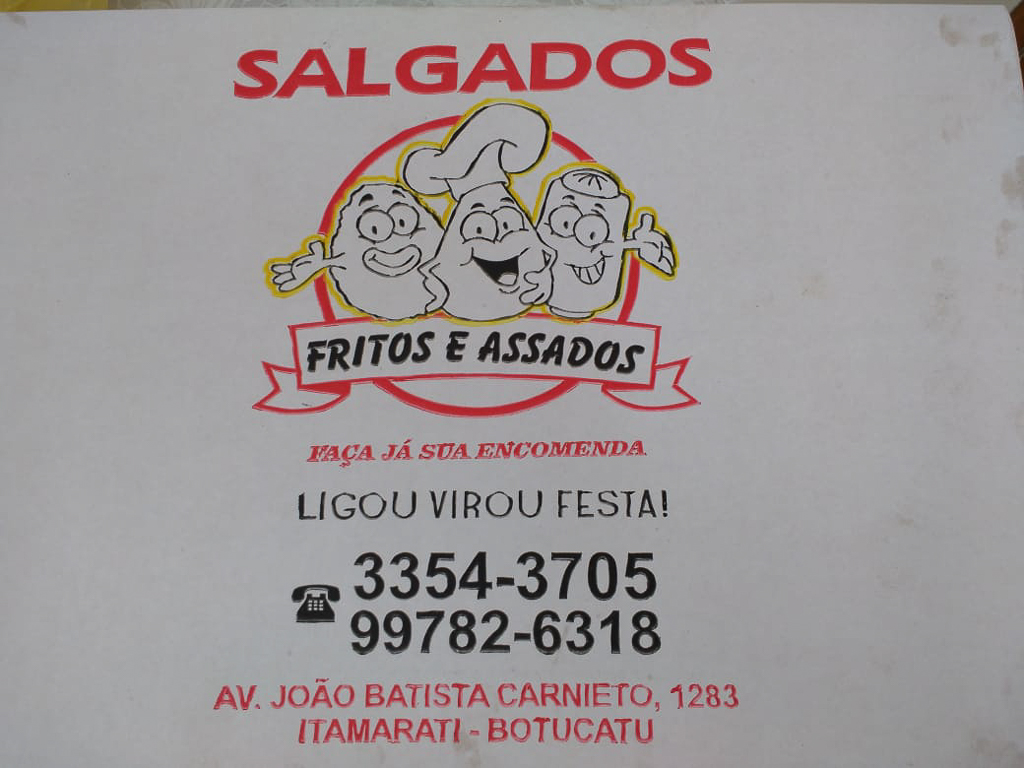 SALGADOS
FRITOS E ASSADOS
FAÇA JÁ SUA ENCOMENDA
LIGOU VIROU FESTA!
3354-3705
99782-6318
AV. JOÃO BATISTA CARNIETO, 1283
ITAMARATI - BOTUCATU